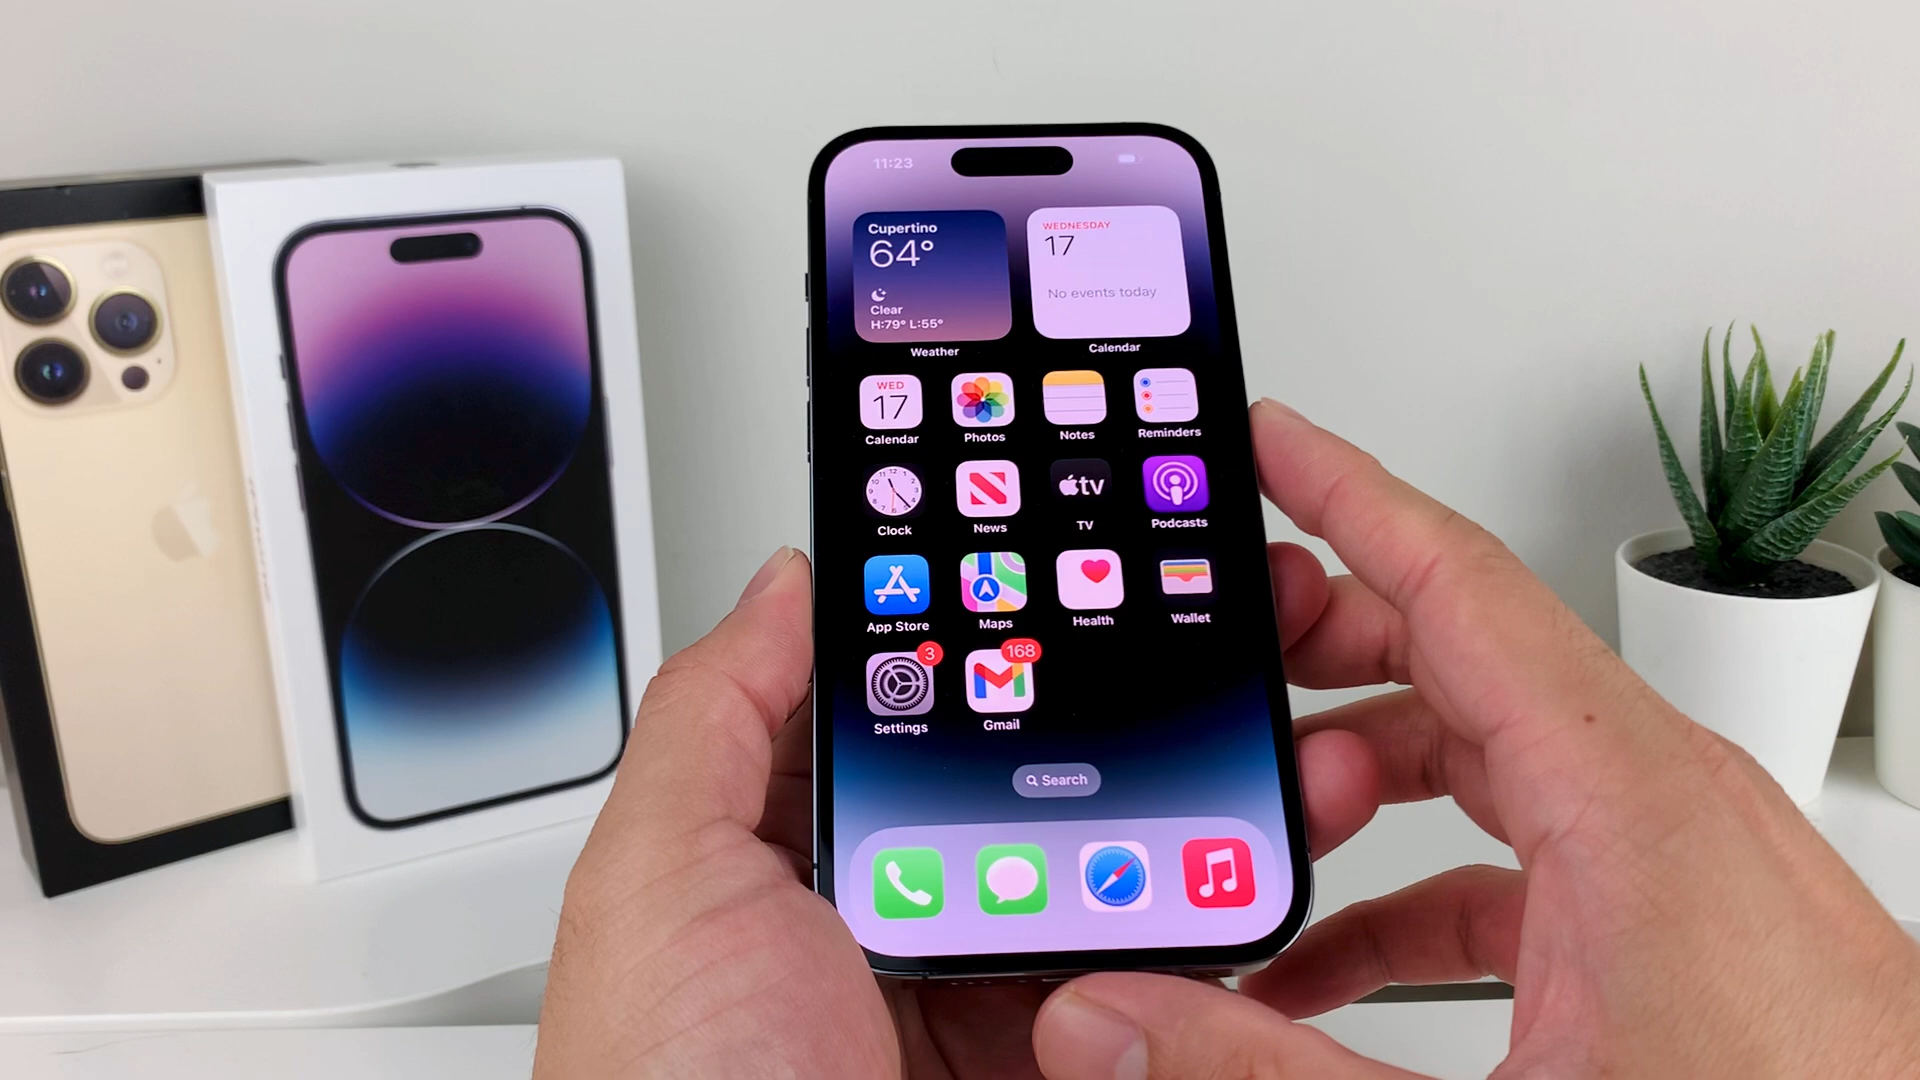 11:23
Cupertino
64°
Clear
H:79° L:55°
Weather
WEDNESDAY
17
No events today
Calendar
WED
17
Calendar
Photos
Notes
Reminders
Clock
News
tv
TV
Podcasts
App Store
Maps
Health
Wallet
3
Settings
168
Gmail
Search